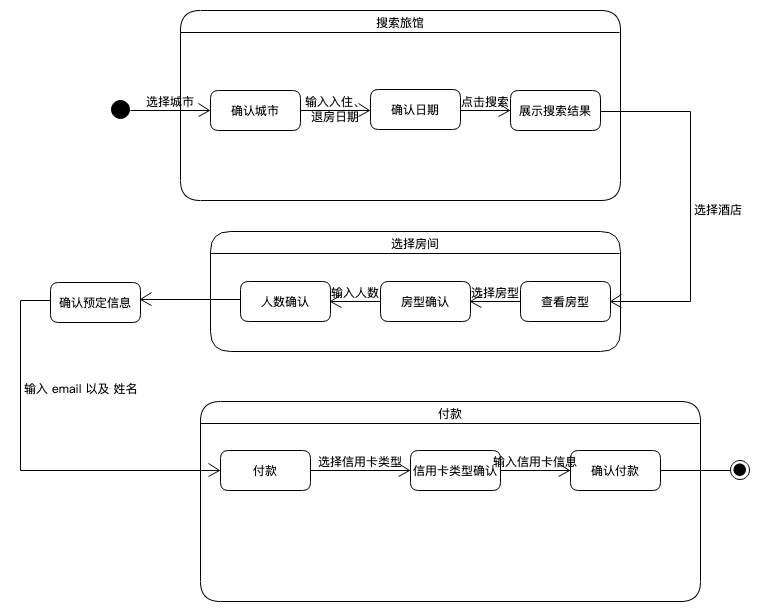 搜索旅馆
选择城市
确认城市
输入入住、
退房日期
确认日期
点击搜索
展示搜索结果
选择酒店
选择房间
查看房型
选择房型
房型确认
输入人数
人数确认
确认预定信息
输入 email 以及 姓名
付款
付款
选择信用卡类型
信用卡类型确认
输入信用卡信息
确认付款